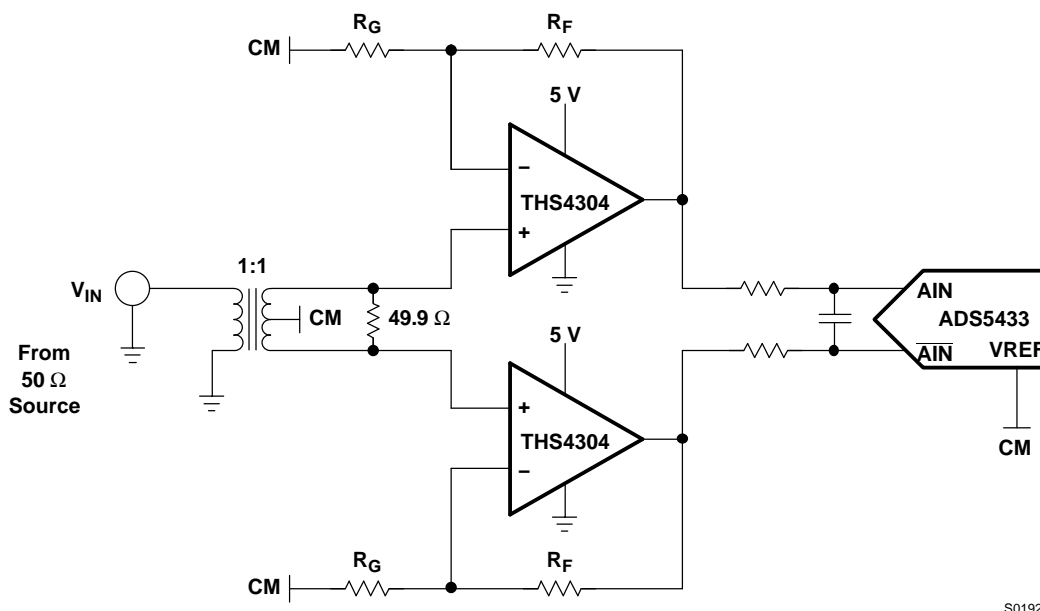 CM
R_G
R_F
5 V
−
THS4304
+
1:1
V_IN
CM
49.9 Ω
From
50 Ω
Source
AIN
ADS5433
A̅I̅N̅
VREF
CM
5 V
+
THS4304
−
CM
R_G
R_F
S0192